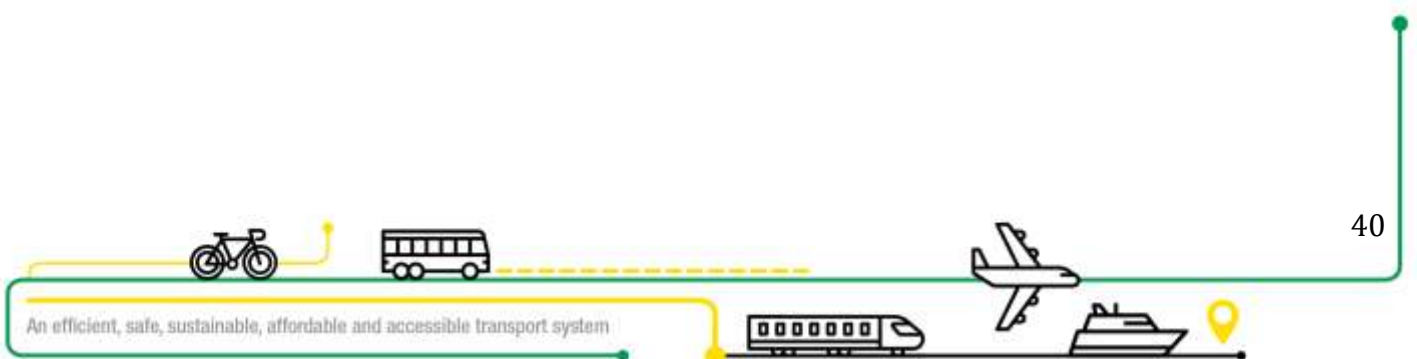 40
An efficient, safe, sustainable, affordable and accessible transport system